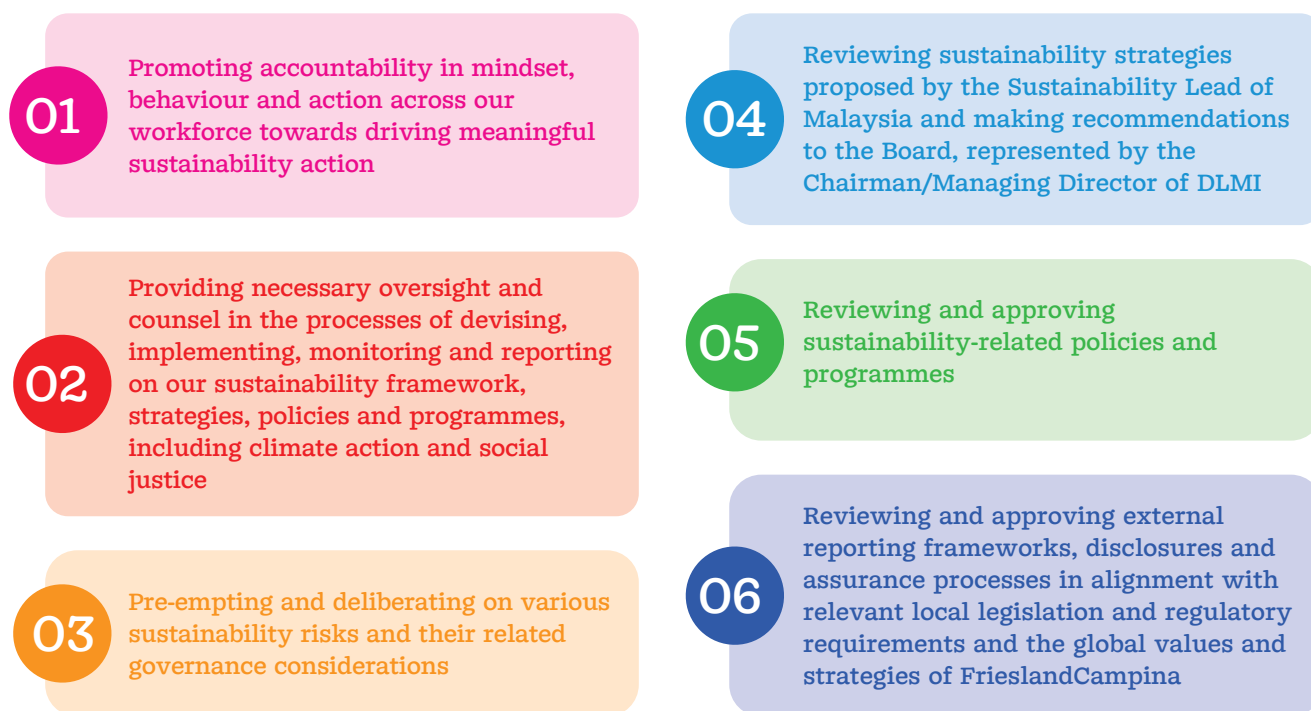 01
Promoting accountability in mindset,
behaviour and action across our
workforce towards driving meaningful
sustainability action
02
Providing necessary oversight and
counsel in the processes of devising,
implementing, monitoring and reporting
on our sustainability framework,
strategies, policies and programmes,
including climate action and social
justice
03
Pre-empting and deliberating on various
sustainability risks and their related
governance considerations
04
Reviewing sustainability strategies
proposed by the Sustainability Lead of
Malaysia and making recommendations
to the Board, represented by the
Chairman/Managing Director of DLMI
05
Reviewing and approving
sustainability-related policies and
programmes
06
Reviewing and approving external
reporting frameworks, disclosures and
assurance processes in alignment with
relevant local legislation and regulatory
requirements and the global values and
strategies of FrieslandCampina